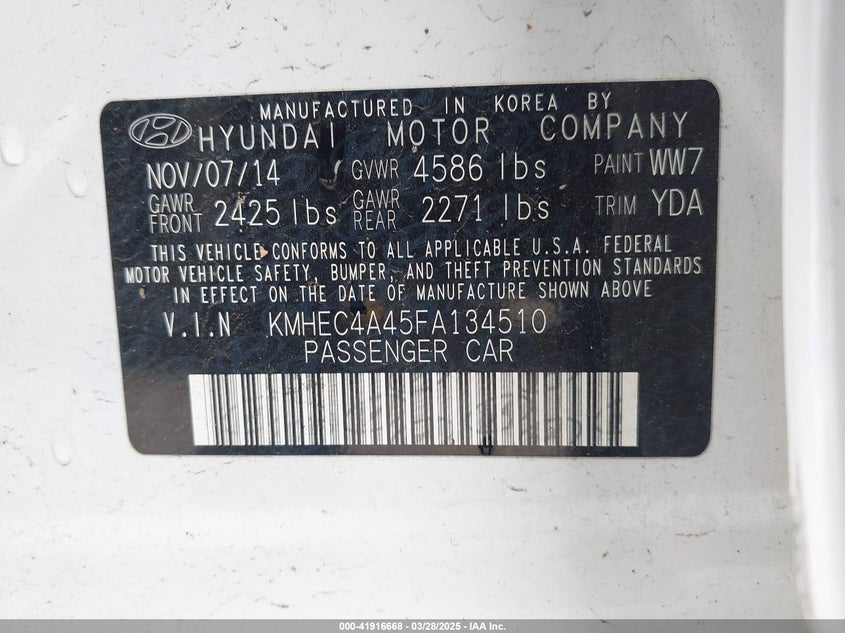 MANUFACTURED IN KOREA BY
HYUNDAI MOTOR COMPANY
NOV/07/14 GVWR 4586 lbs PAINT WW7
GAWR FRONT 2425 lbs GAWR REAR 2271 lbs TRIM YDA
THIS VEHICLE CONFORMS TO ALL APPLICABLE U.S.A. FEDERAL
MOTOR VEHICLE SAFETY, BUMPER, AND THEFT PREVENTION STANDARDS
IN EFFECT ON THE DATE OF MANUFACTURE SHOWN ABOVE
V.I.N KMHEC4A45FA134510
PASSENGER CAR
000-41916668 | 03/28/2025 - IAA Inc.